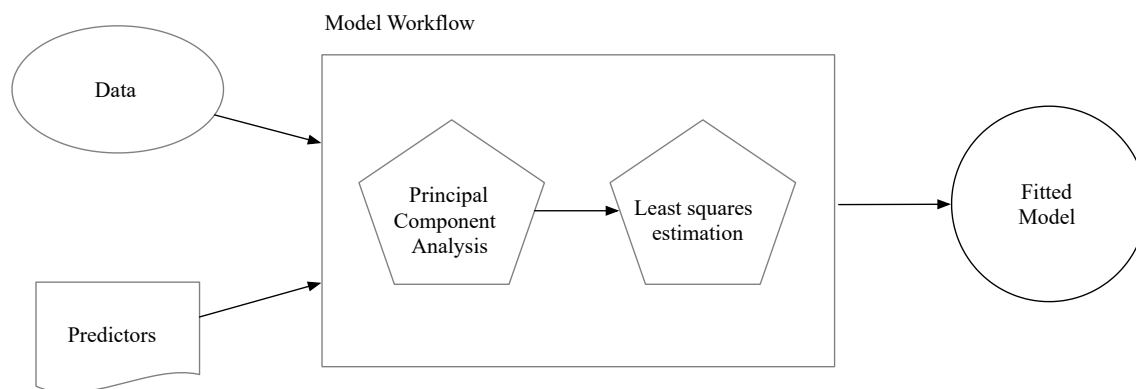 Model Workflow
Data
Predictors
Principal
Component
Analysis
Least squares
estimation
Fitted
Model